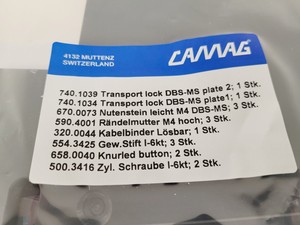 4132 MUTTENZ
SWITZERLAND
CAMAG
740.1039 Transport lock DBS-MS plate 2; 1 Stk.
740.1034 Transport lock DBS-MS plate1; 1 Stk.
670.0073 Nutenstein leicht M4 DBS-MS; 3 Stk.
590.4001 Rändelmutter M4 hoch; 3 Stk.
320.0044 Kabelbinder Lösbar; 1 Stk.
554.3425 Gew.Stift I-6kt; 3 Stk.
658.0040 Knurled button; 2 Stk.
500.3416 Zyl. Schraube I-6kt; 2 Stk.